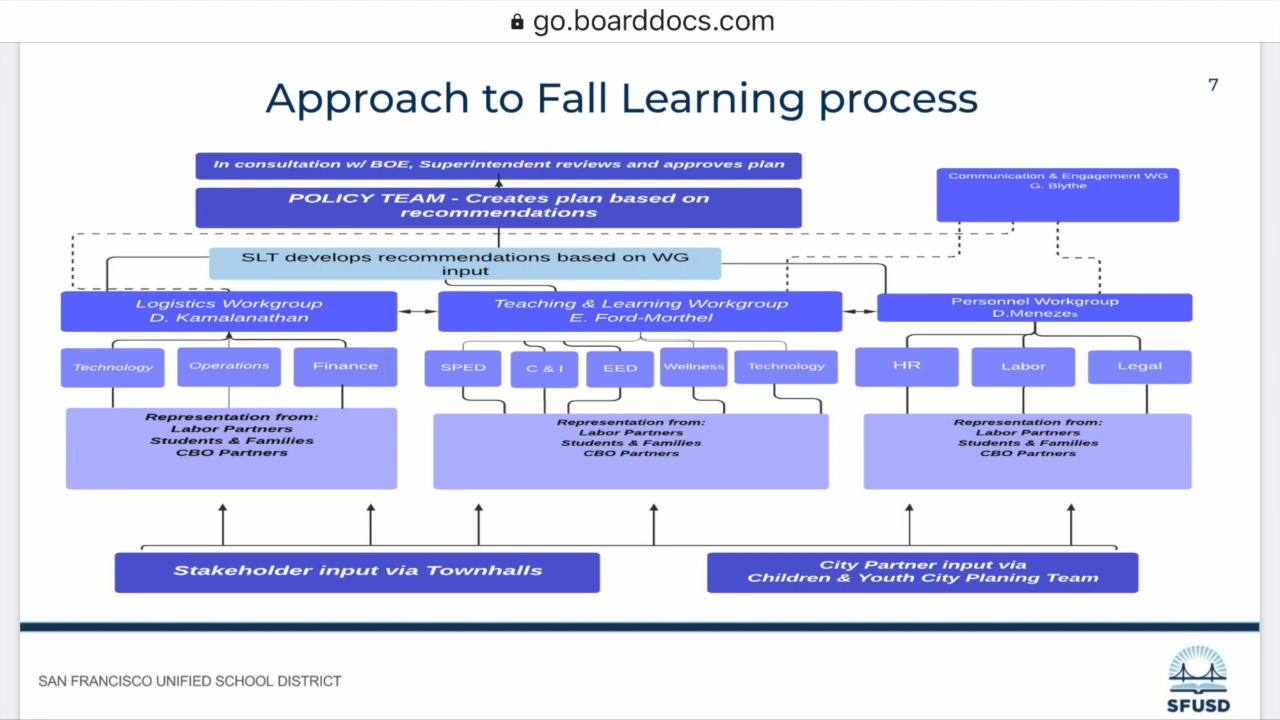 go.boarddocs.com
Approach to Fall Learning process
7
In consultation w/ BOE, Superintendent reviews and approves plan
POLICY TEAM - Creates plan based on
recommendations
Communication & Engagement WG
G. Blythe
SLT develops recommendations based on WG
input
Logistics Workgroup
D. Kamalanathan
Teaching & Learning Workgroup
E. Ford-Morthel
Personnel Workgroup
D.Menezes
Technology
Operations
Finance
SPED
C & I
EED
Wellness
Technology
HR
Labor
Legal
Representation from:
Labor Partners
Students & Families
CBO Partners
Representation from:
Labor Partners
Students & Families
CBO Partners
Representation from:
Labor Partners
Students & Families
CBO Partners
Stakeholder input via Townhalls
City Partner input via
Children & Youth City Planing Team
SAN FRANCISCO UNIFIED SCHOOL DISTRICT
SFUSD